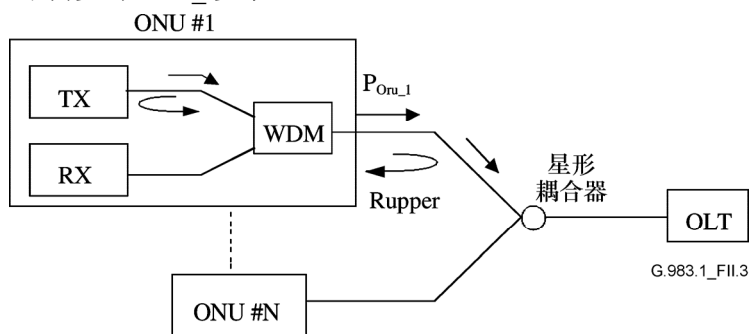 ONU #1
TX
RX
WDM
P_Oru_1
Rupper
星形
耦合器
OLT
G.983.1_FII.3
ONU #N